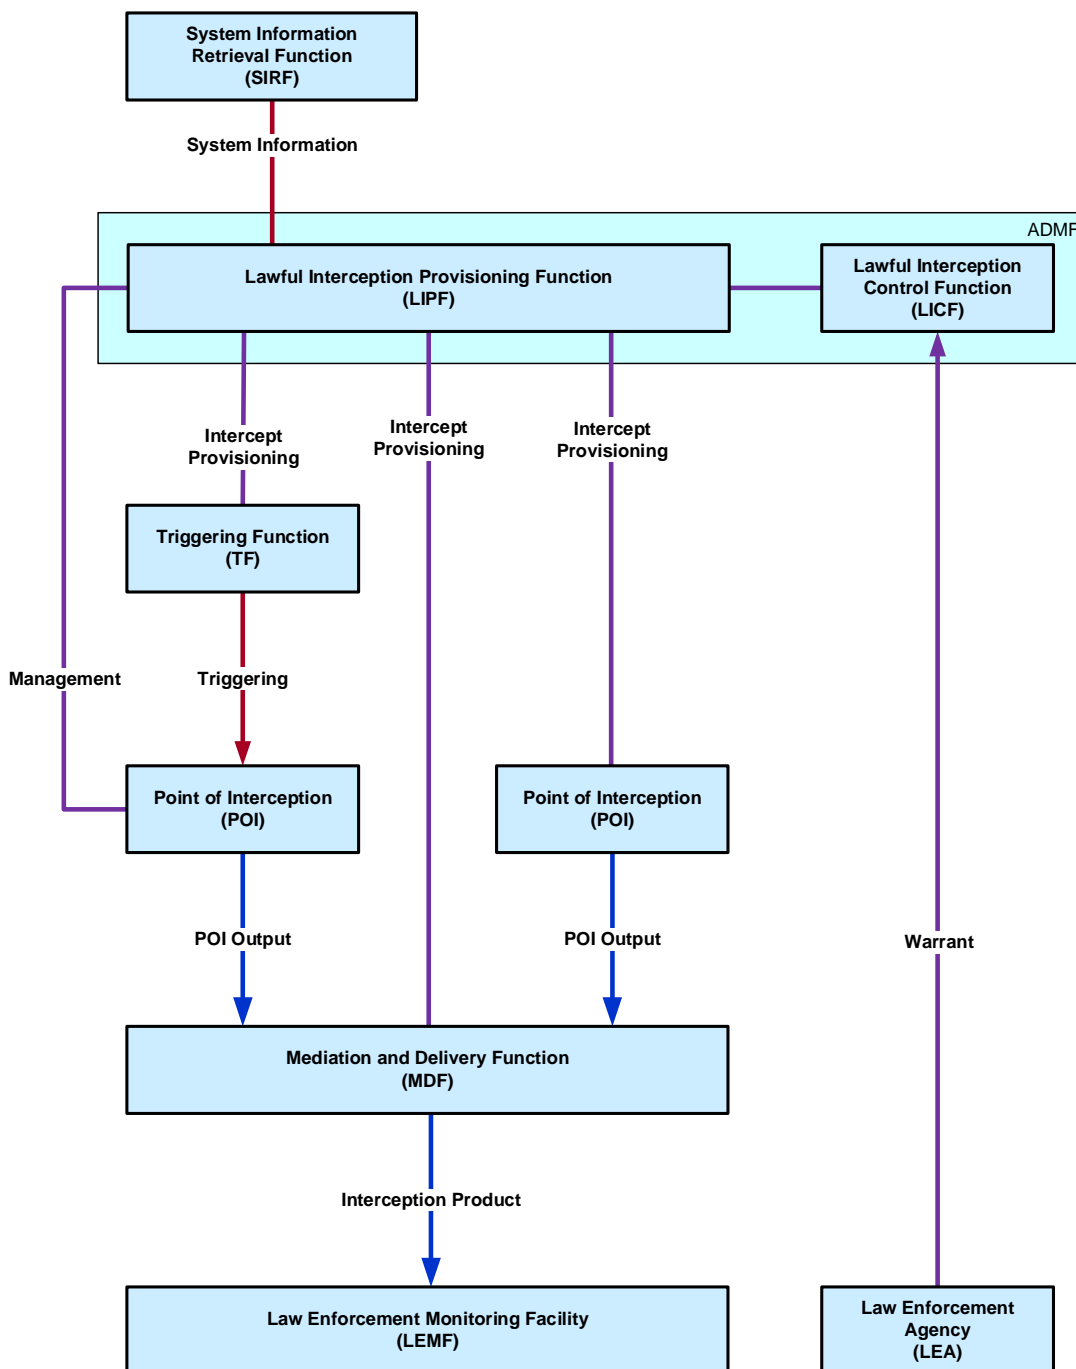 System Information
Retrieval Function
(SIRF)
System Information
ADMF
Lawful Interception Provisioning Function
(LIPF)
Lawful Interception
Control Function
(LICF)
Intercept
Provisioning
Intercept
Provisioning
Intercept
Provisioning
Triggering Function
(TF)
Management
Triggering
Point of Interception
(POI)
Point of Interception
(POI)
POI Output
POI Output
Warrant
Mediation and Delivery Function
(MDF)
Interception Product
Law Enforcement Monitoring Facility
(LEMF)
Law Enforcement
Agency
(LEA)